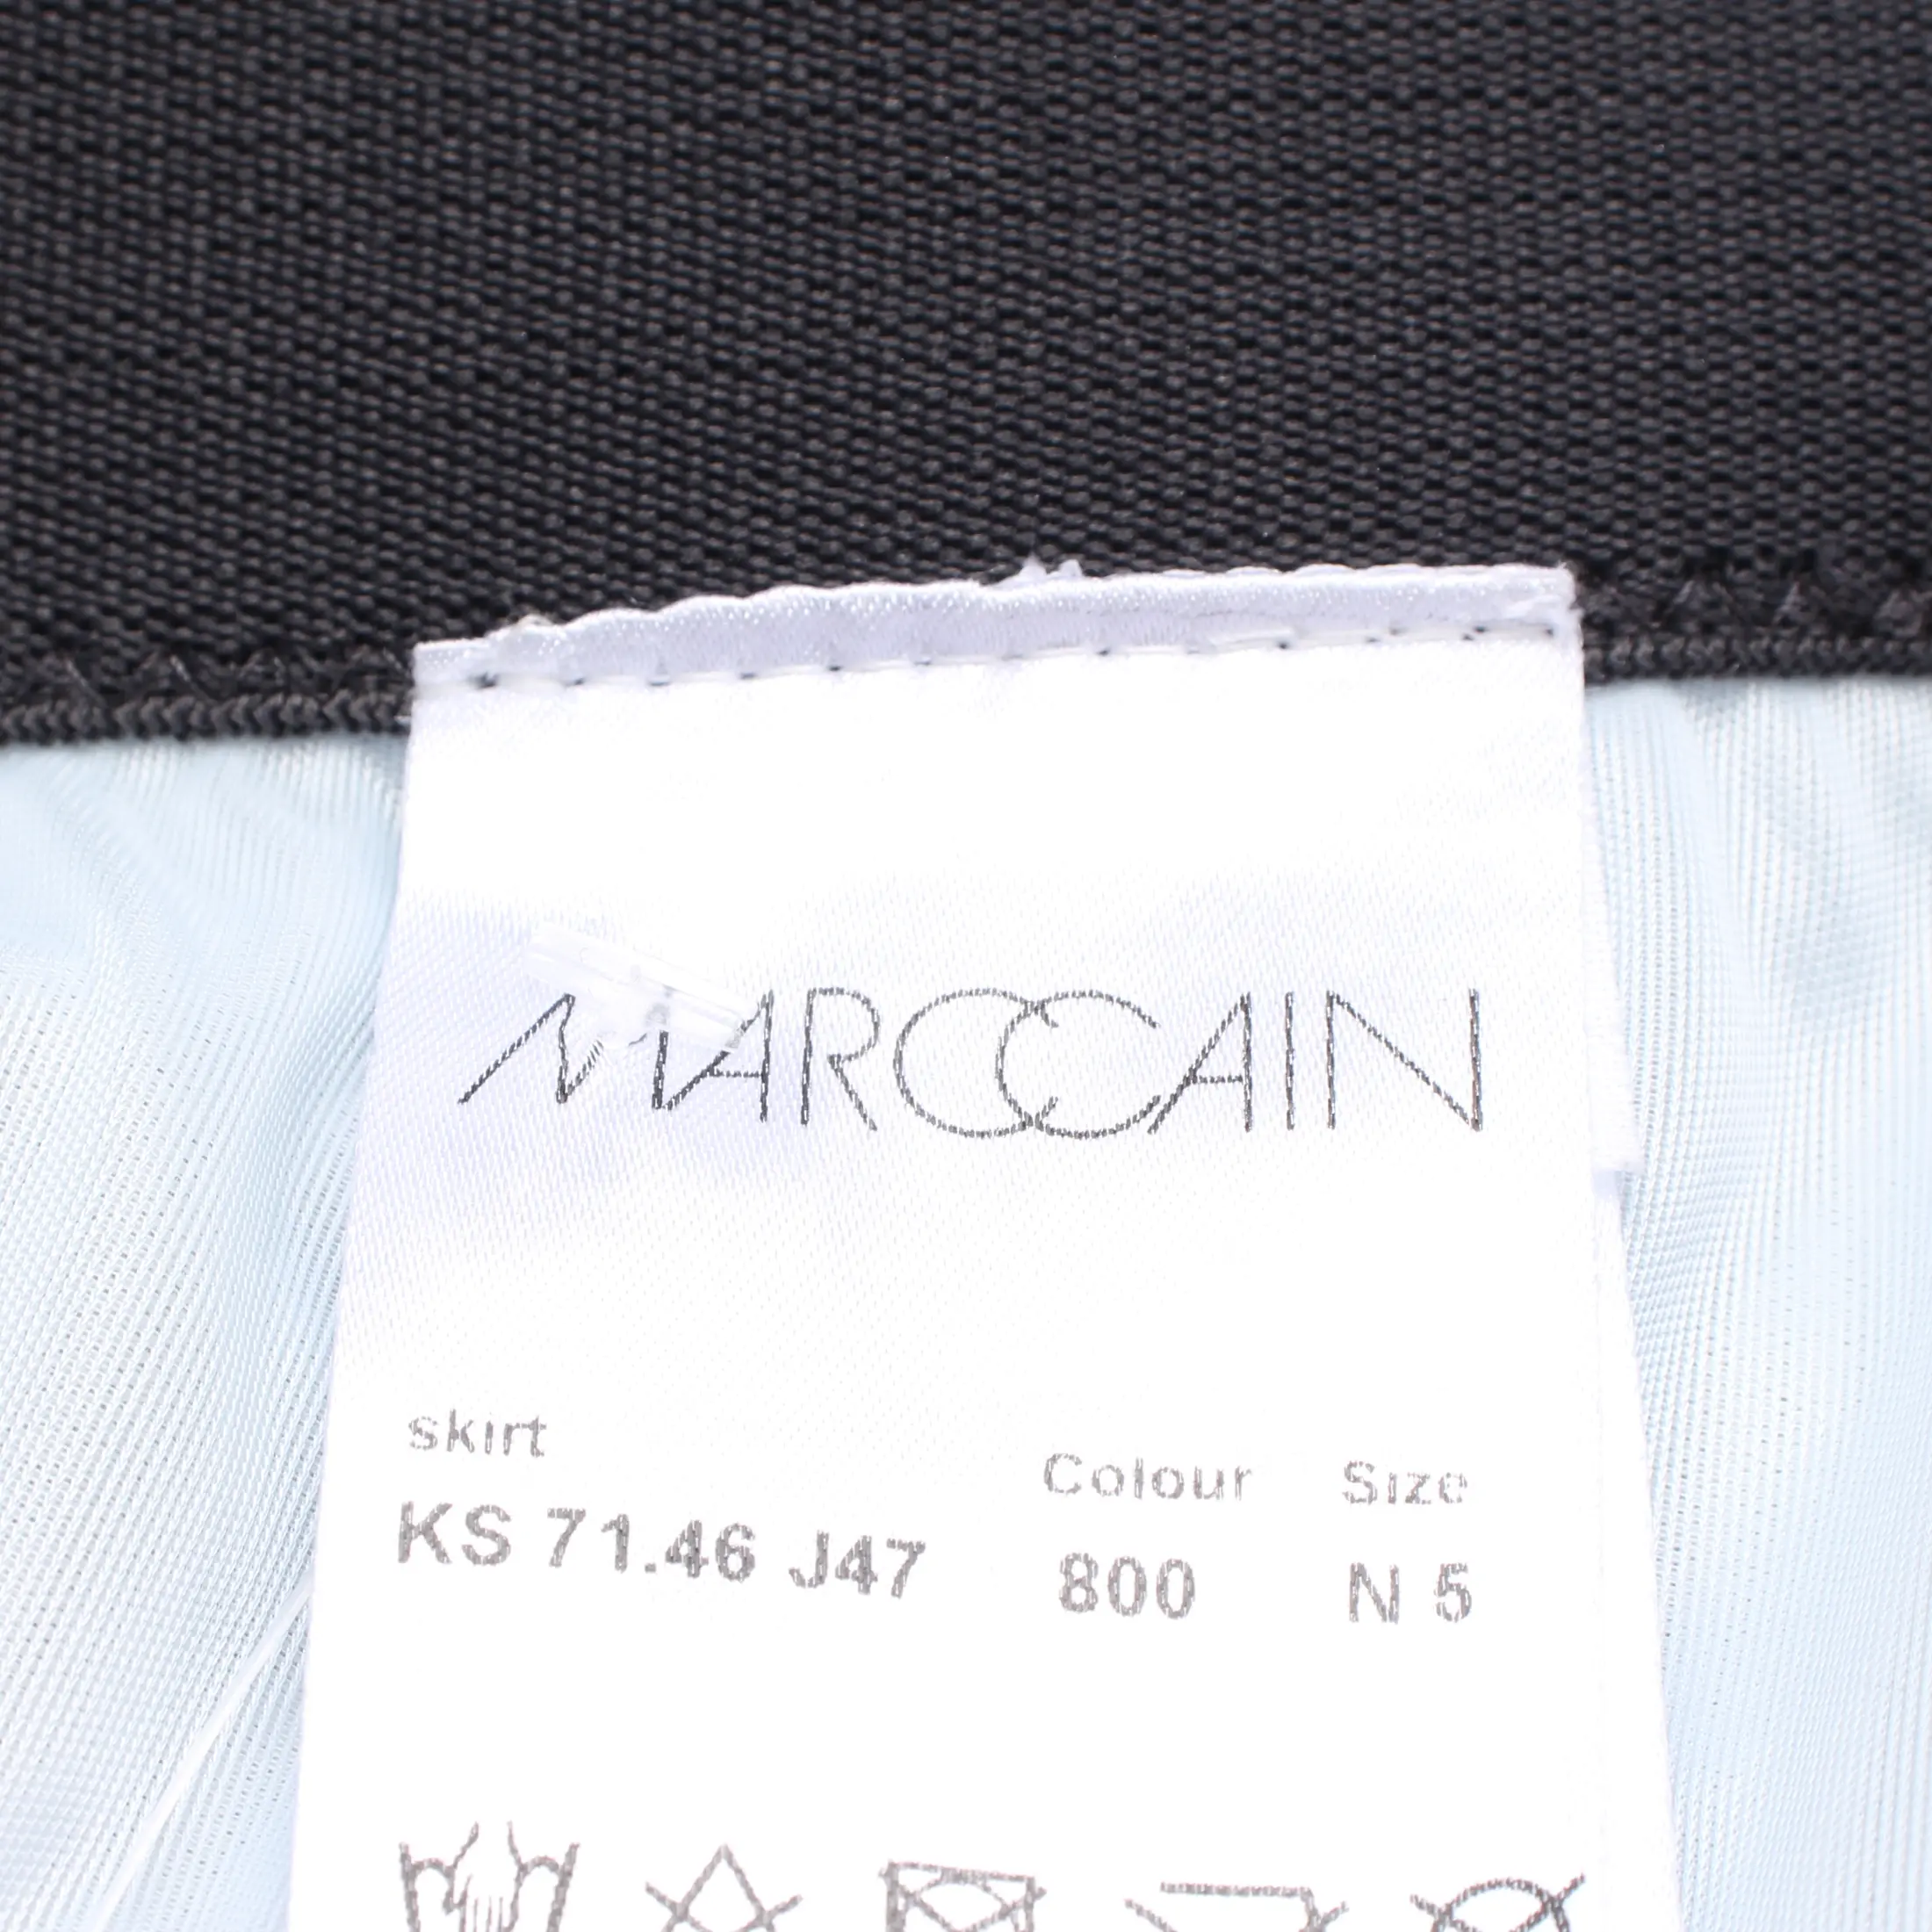 MARCCAIN
skirt
Colour Size
KS 71.46 J47 800 N 5